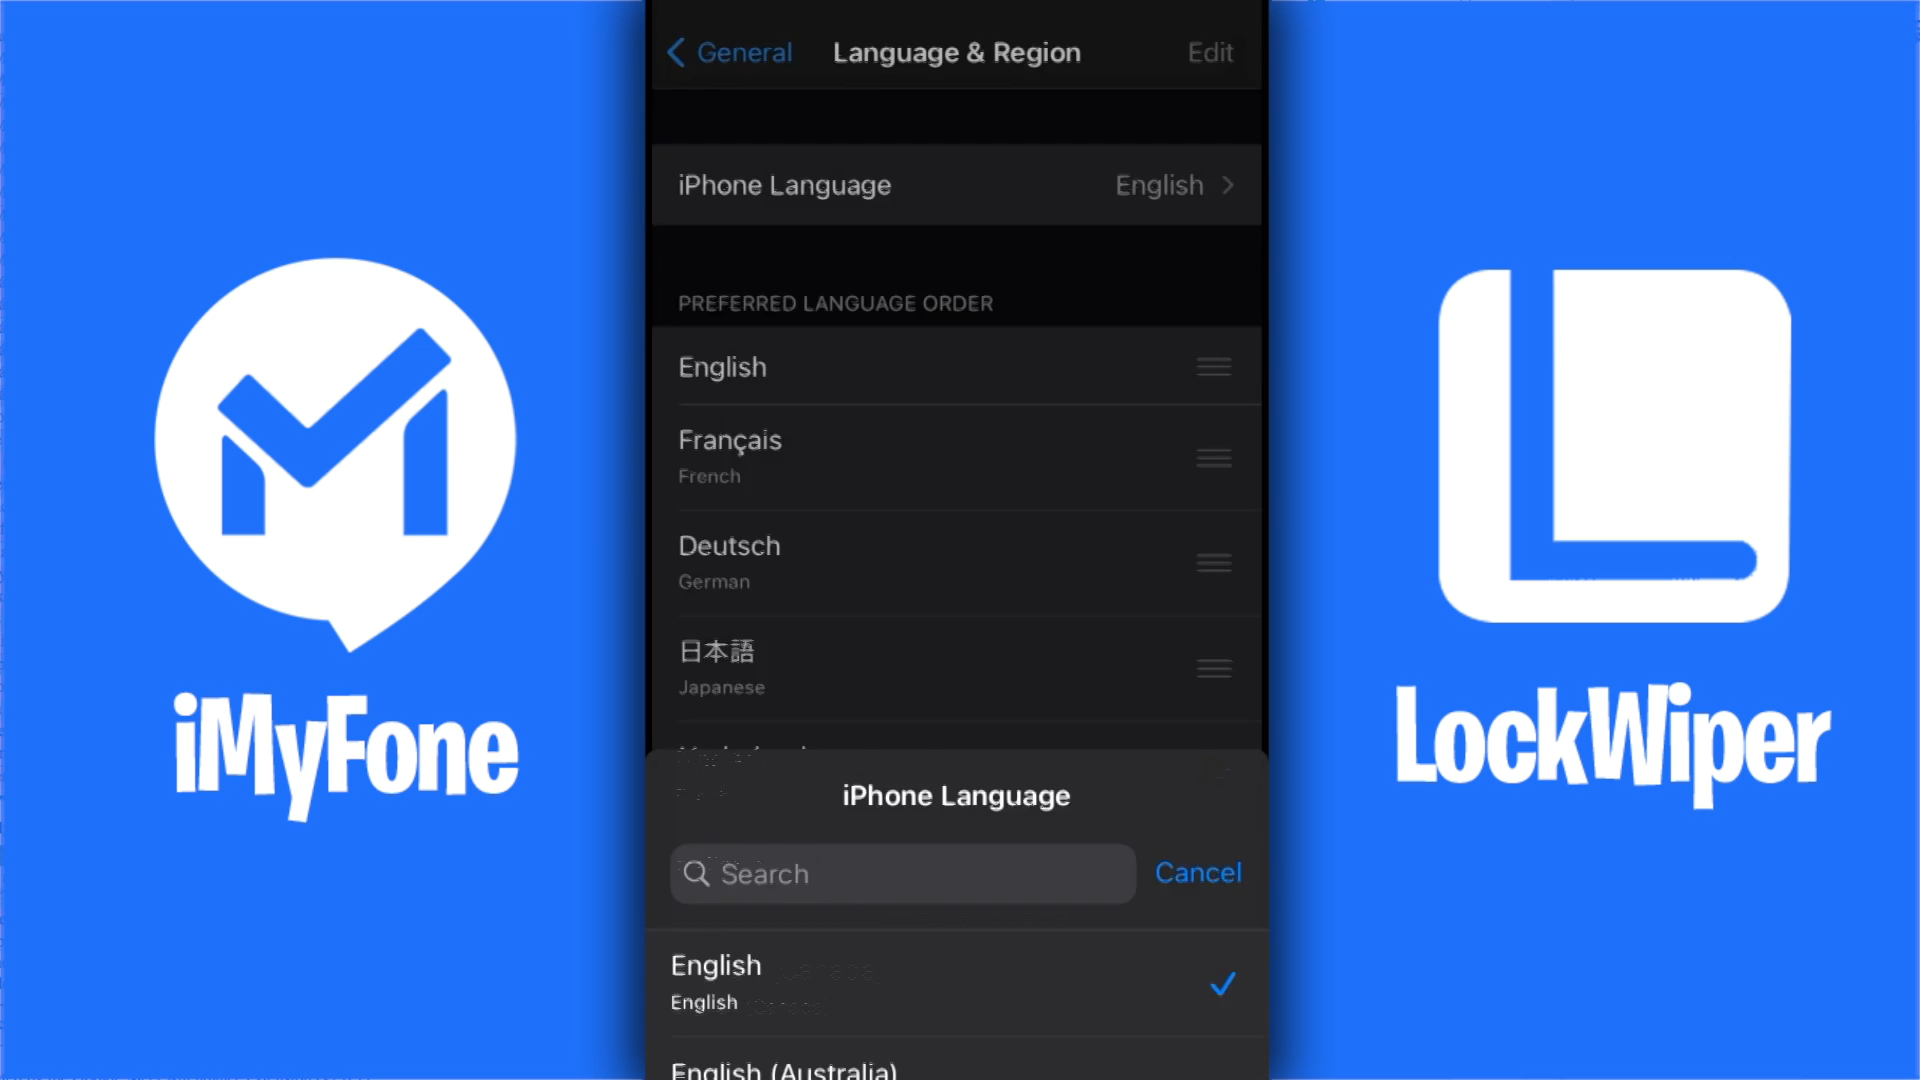 General
Language & Region
Edit
iPhone Language
English
PREFERRED LANGUAGE ORDER
English
Français
French
Deutsch
German
日本語
Japanese
iPhone Language
Search
Cancel
English
English
English (Australia)
iMyFone
LockWiper